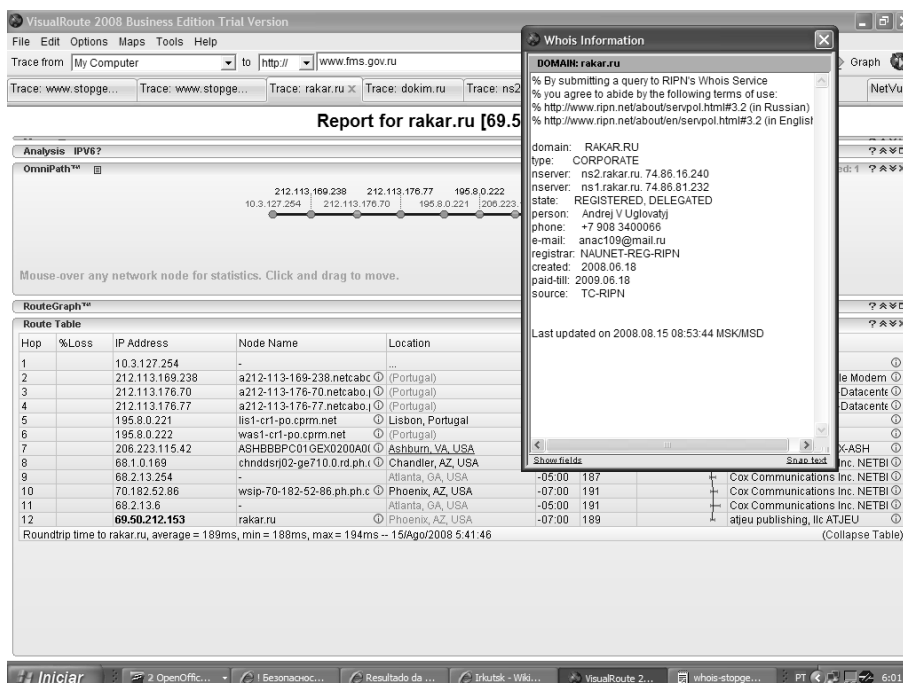 VisualRoute 2008 Business Edition Trial Version
File Edit Options Maps Tools Help
Trace from My Computer to http:// www.fms.gov.ru Graph
Trace: www.stopge... Trace: www.stopge... Trace: rakar.ru Trace: dokim.ru Trace: ns2 NetVu
Report for rakar.ru [69.5
Analysis IPV6?
OmniPath™
212.113.169.238 212.113.176.77 195.8.0.222
10.3.127.254 212.113.176.70 195.8.0.221 206.223.
Mouse-over any network node for statistics. Click and drag to move.
RouteGraph™
Route Table
Hop %Loss IP Address Node Name Location
1 10.3.127.254 - ...
2 212.113.169.238 a212-113-169-238.netcabc (Portugal) le Modem
3 212.113.176.70 a212-113-176-70.netcabo.j (Portugal) -Datacente
4 212.113.176.77 a212-113-176-77.netcabo.j (Portugal) -Datacente
5 195.8.0.221 lis1-cr1-po.cprm.net Lisbon, Portugal
6 195.8.0.222 was1-cr1-po.cprm.net (Portugal)
7 206.223.115.42 ASHBBBPC01GEX0200A0( Ashburn, VA, USA X-ASH
8 68.1.0.169 chnddsrj02-ge710.0.rd.ph.( Chandler, AZ, USA Inc. NETBI
9 68.2.13.254 - Atlanta, GA, USA -05:00 187 Cox Communications Inc. NETBI
10 70.182.52.86 wsip-70-182-52-86.ph.ph.c Phoenix, AZ, USA -07:00 191 Cox Communications Inc. NETBI
11 68.2.13.6 - Atlanta, GA, USA -05:00 191 Cox Communications Inc. NETBI
12 69.50.212.153 rakar.ru Phoenix, AZ, USA -07:00 189 atjeu publishing, llc ATJEU
Roundtrip time to rakar.ru, average = 189ms, min = 188ms, max = 194ms -- 15/Ago/2008 5:41:46 (Collapse Table)
Whois Information
DOMAIN: rakar.ru
% By submitting a query to RIPN's Whois Service
% you agree to abide by the following terms of use:
% http://www.ripn.net/about/servpol.html#3.2 (in Russian)
% http://www.ripn.net/about/en/servpol.html#3.2 (in English
domain: RAKAR.RU
type: CORPORATE
nserver: ns2.rakar.ru. 74.86.16.240
nserver: ns1.rakar.ru. 74.86.81.232
state: REGISTERED, DELEGATED
person: Andrej V Uglovatyj
phone: +7 908 3400066
e-mail: anac109@mail.ru
registrar: NAUNET-REG-RIPN
created: 2008.06.18
paid-till: 2009.06.18
source: TC-RIPN
Last updated on 2008.08.15 08:53:44 MSK/MSD
Show fields Snap text
Iniciar 2 OpenOffic... ! Безопаснос... Resultado da ... Irkutsk - Wiki... VisualRoute 2... whois-stopge... PT 6:01